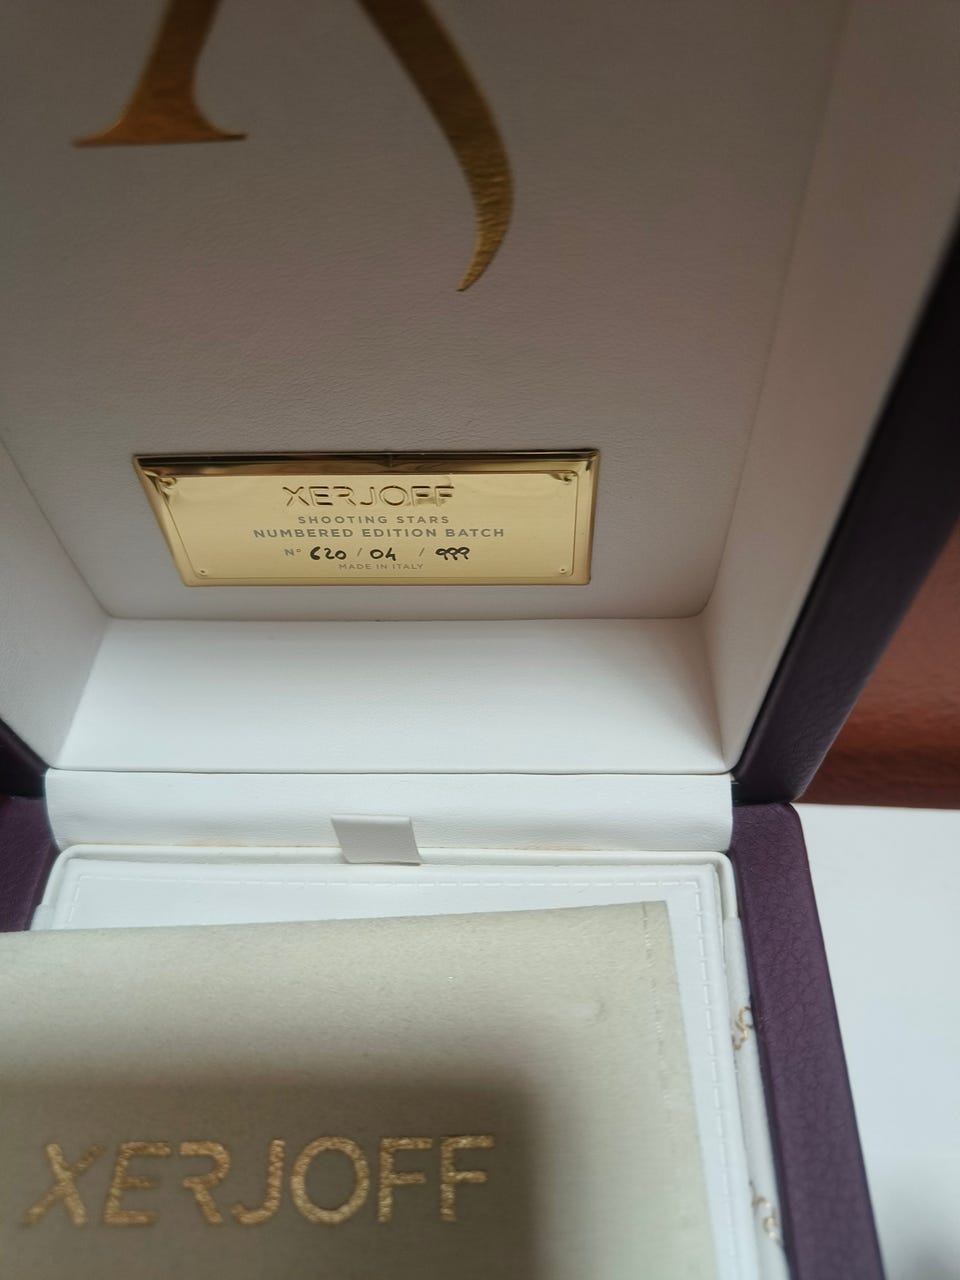 XERJOFF
SHOOTING STARS
NUMBERED EDITION BATCH
N° 620 / 04 / 999
MADE IN ITALY
XERJOFF